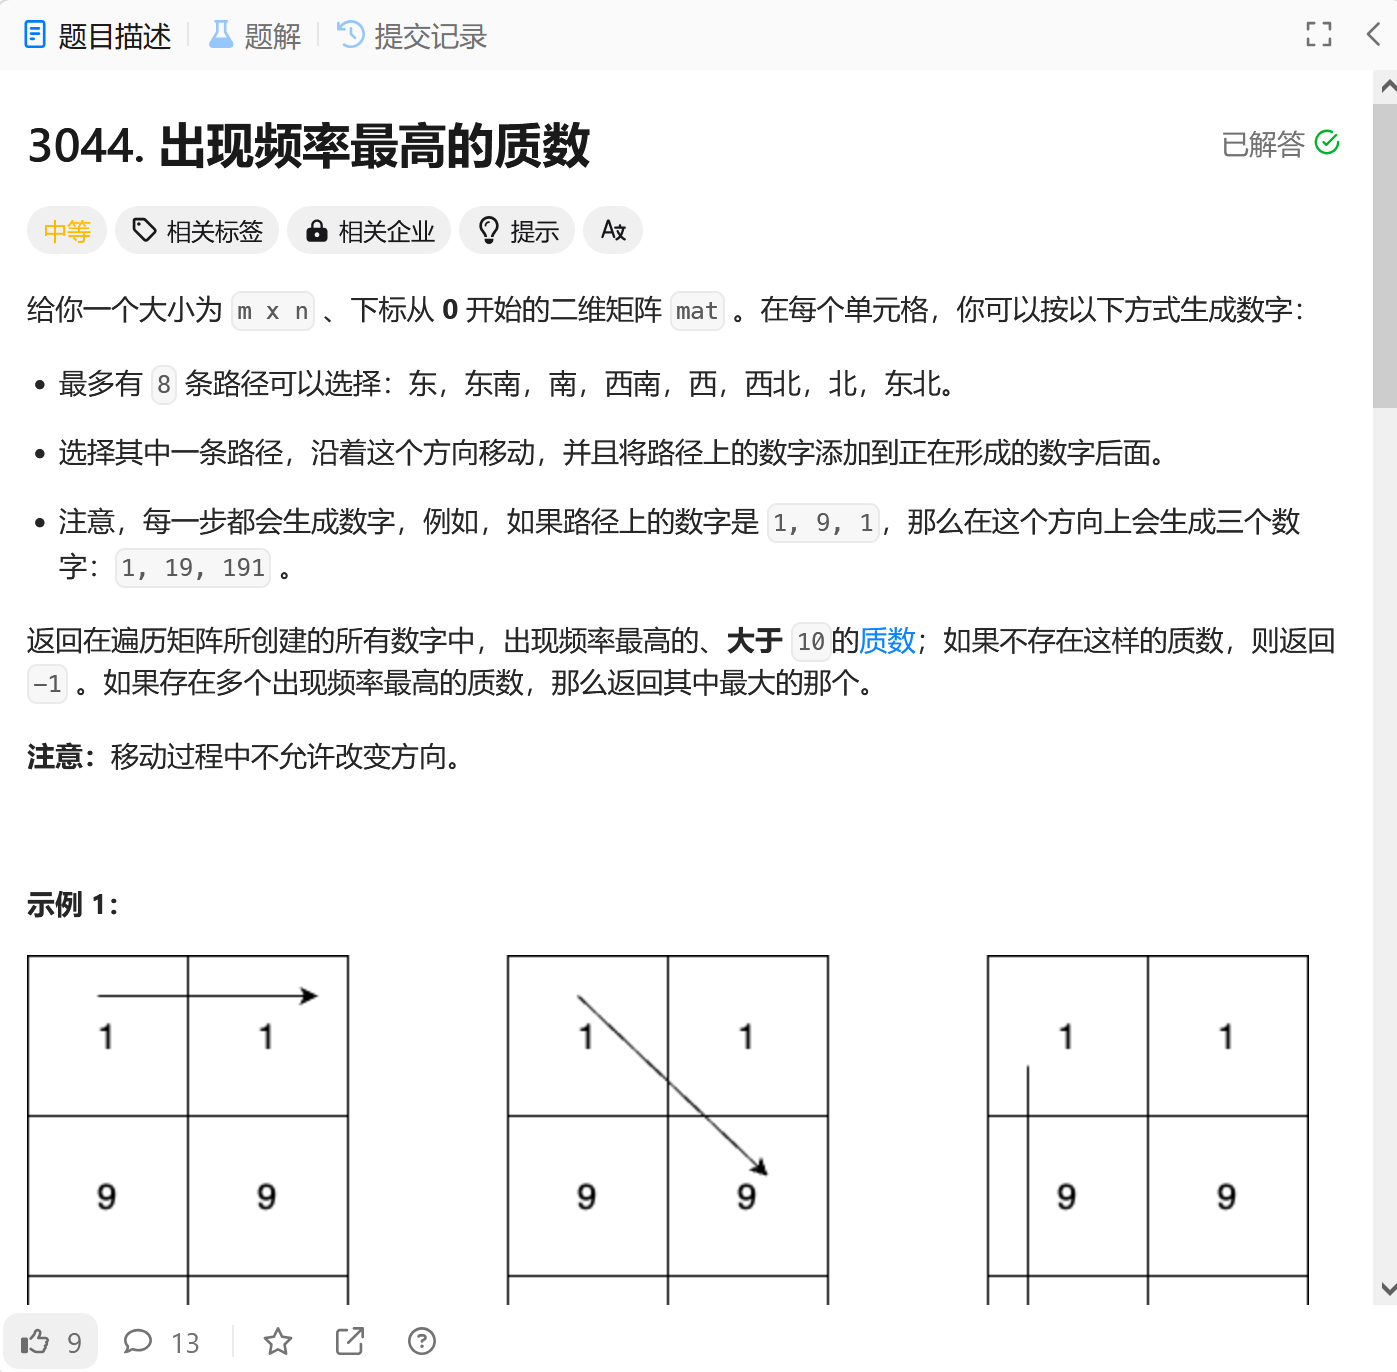 题目描述 题解 提交记录
3044. 出现频率最高的质数 已解答
中等 相关标签 相关企业 提示
给你一个大小为 m x n 、下标从 0 开始的二维矩阵 mat 。在每个单元格，你可以按以下方式生成数字：
• 最多有 8 条路径可以选择：东，东南，南，西南，西，西北，北，东北。
• 选择其中一条路径，沿着这个方向移动，并且将路径上的数字添加到正在形成的数字后面。
• 注意，每一步都会生成数字，例如，如果路径上的数字是 1, 9, 1，那么在这个方向上会生成三个数
字：1, 19, 191 。
返回在遍历矩阵所创建的所有数字中，出现频率最高的、大于 10的质数；如果不存在这样的质数，则返回
-1 。如果存在多个出现频率最高的质数，那么返回其中最大的那个。
注意：移动过程中不允许改变方向。
示例 1：
1 1 1 1 1 1
9 9 9 9 9 9
9 13